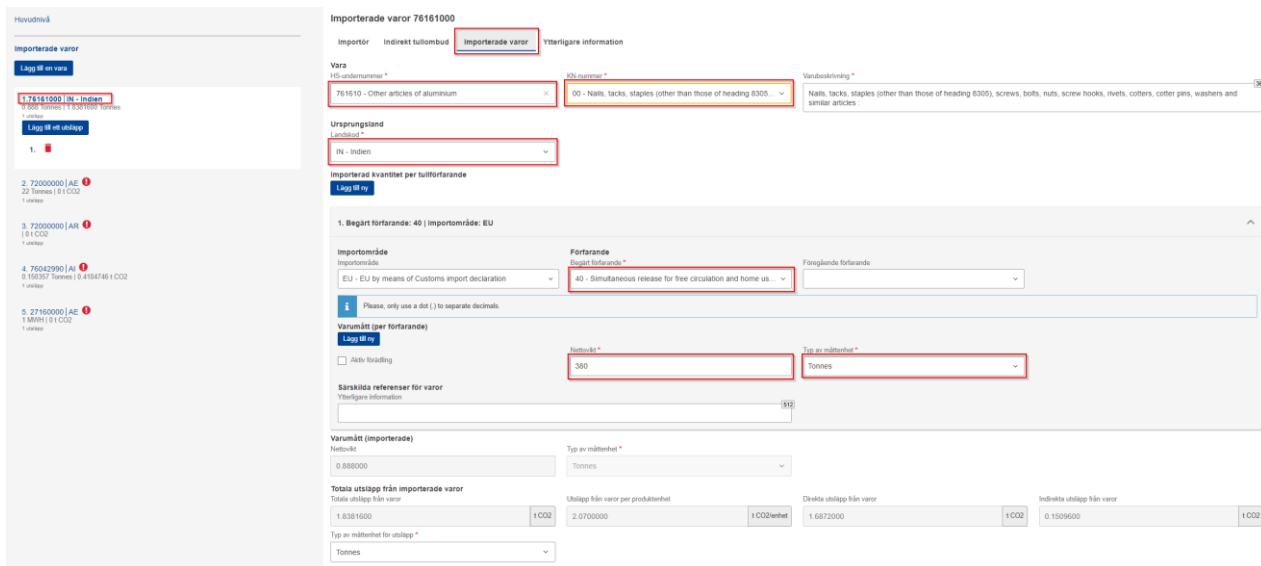 Huvudnivå
Importerade varor
Lägg till en vara
1.76161000 | IN - Indien
0.888 Tonnes | 1.8381600 Tonnes
1 utsläpp
Lägg till ett utsläpp
1.
2. 72000000 | AE
22 Tonnes | 0 t CO2
1 utsläpp
3. 72000000 | AR
| 0 t CO2
1 utsläpp
4. 76042990 | AI
0.150357 Tonnes | 0.4184746 t CO2
1 utsläpp
5. 27160000 | AE
1 MWH | 0 t CO2
1 utsläpp
Importerade varor 76161000
Importör Indirekt tullombud Importerade varor Ytterligare information
Vara
HS-undernummer * KN-nummer * Varubeskrivning *
761610 - Other articles of aluminium
00 - Nails, tacks, staples (other than those of heading 8305...
Nails, tacks, staples (other than those of heading 8305), screws, bolts, nuts, screw hooks, rivets, cotters, cotter pins, washers and
similar articles :
Ursprungsland
Landskod *
IN - Indien
Importerad kvantitet per tullförfarande
Lägg till ny
1. Begärt förfarande: 40 | Importområde: EU
Importområde Förfarande
Importområde Begärt förfarande * Föregående förfarande
EU - EU by means of Customs import declaration 40 - Simultaneous release for free circulation and home us...
i Please, only use a dot (.) to separate decimals.
Varumått (per förfarande)
Lägg till ny
Nettovikt * Typ av måttenhet *
Aktiv förädling 380 Tonnes
Särskilda referenser för varor
Ytterligare information
512
Varumått (importerade)
Nettovikt Typ av måttenhet *
0.888000 Tonnes
Totala utsläpp från importerade varor
Totala utsläpp från varor Utsläpp från varor per produktenhet Direkta utsläpp från varor Indirekta utsläpp från varor
1.8381600 t CO2 2.0700000 t CO2/enhet 1.6872000 t CO2 0.1509600 t CO2
Typ av måttenhet för utsläpp *
Tonnes